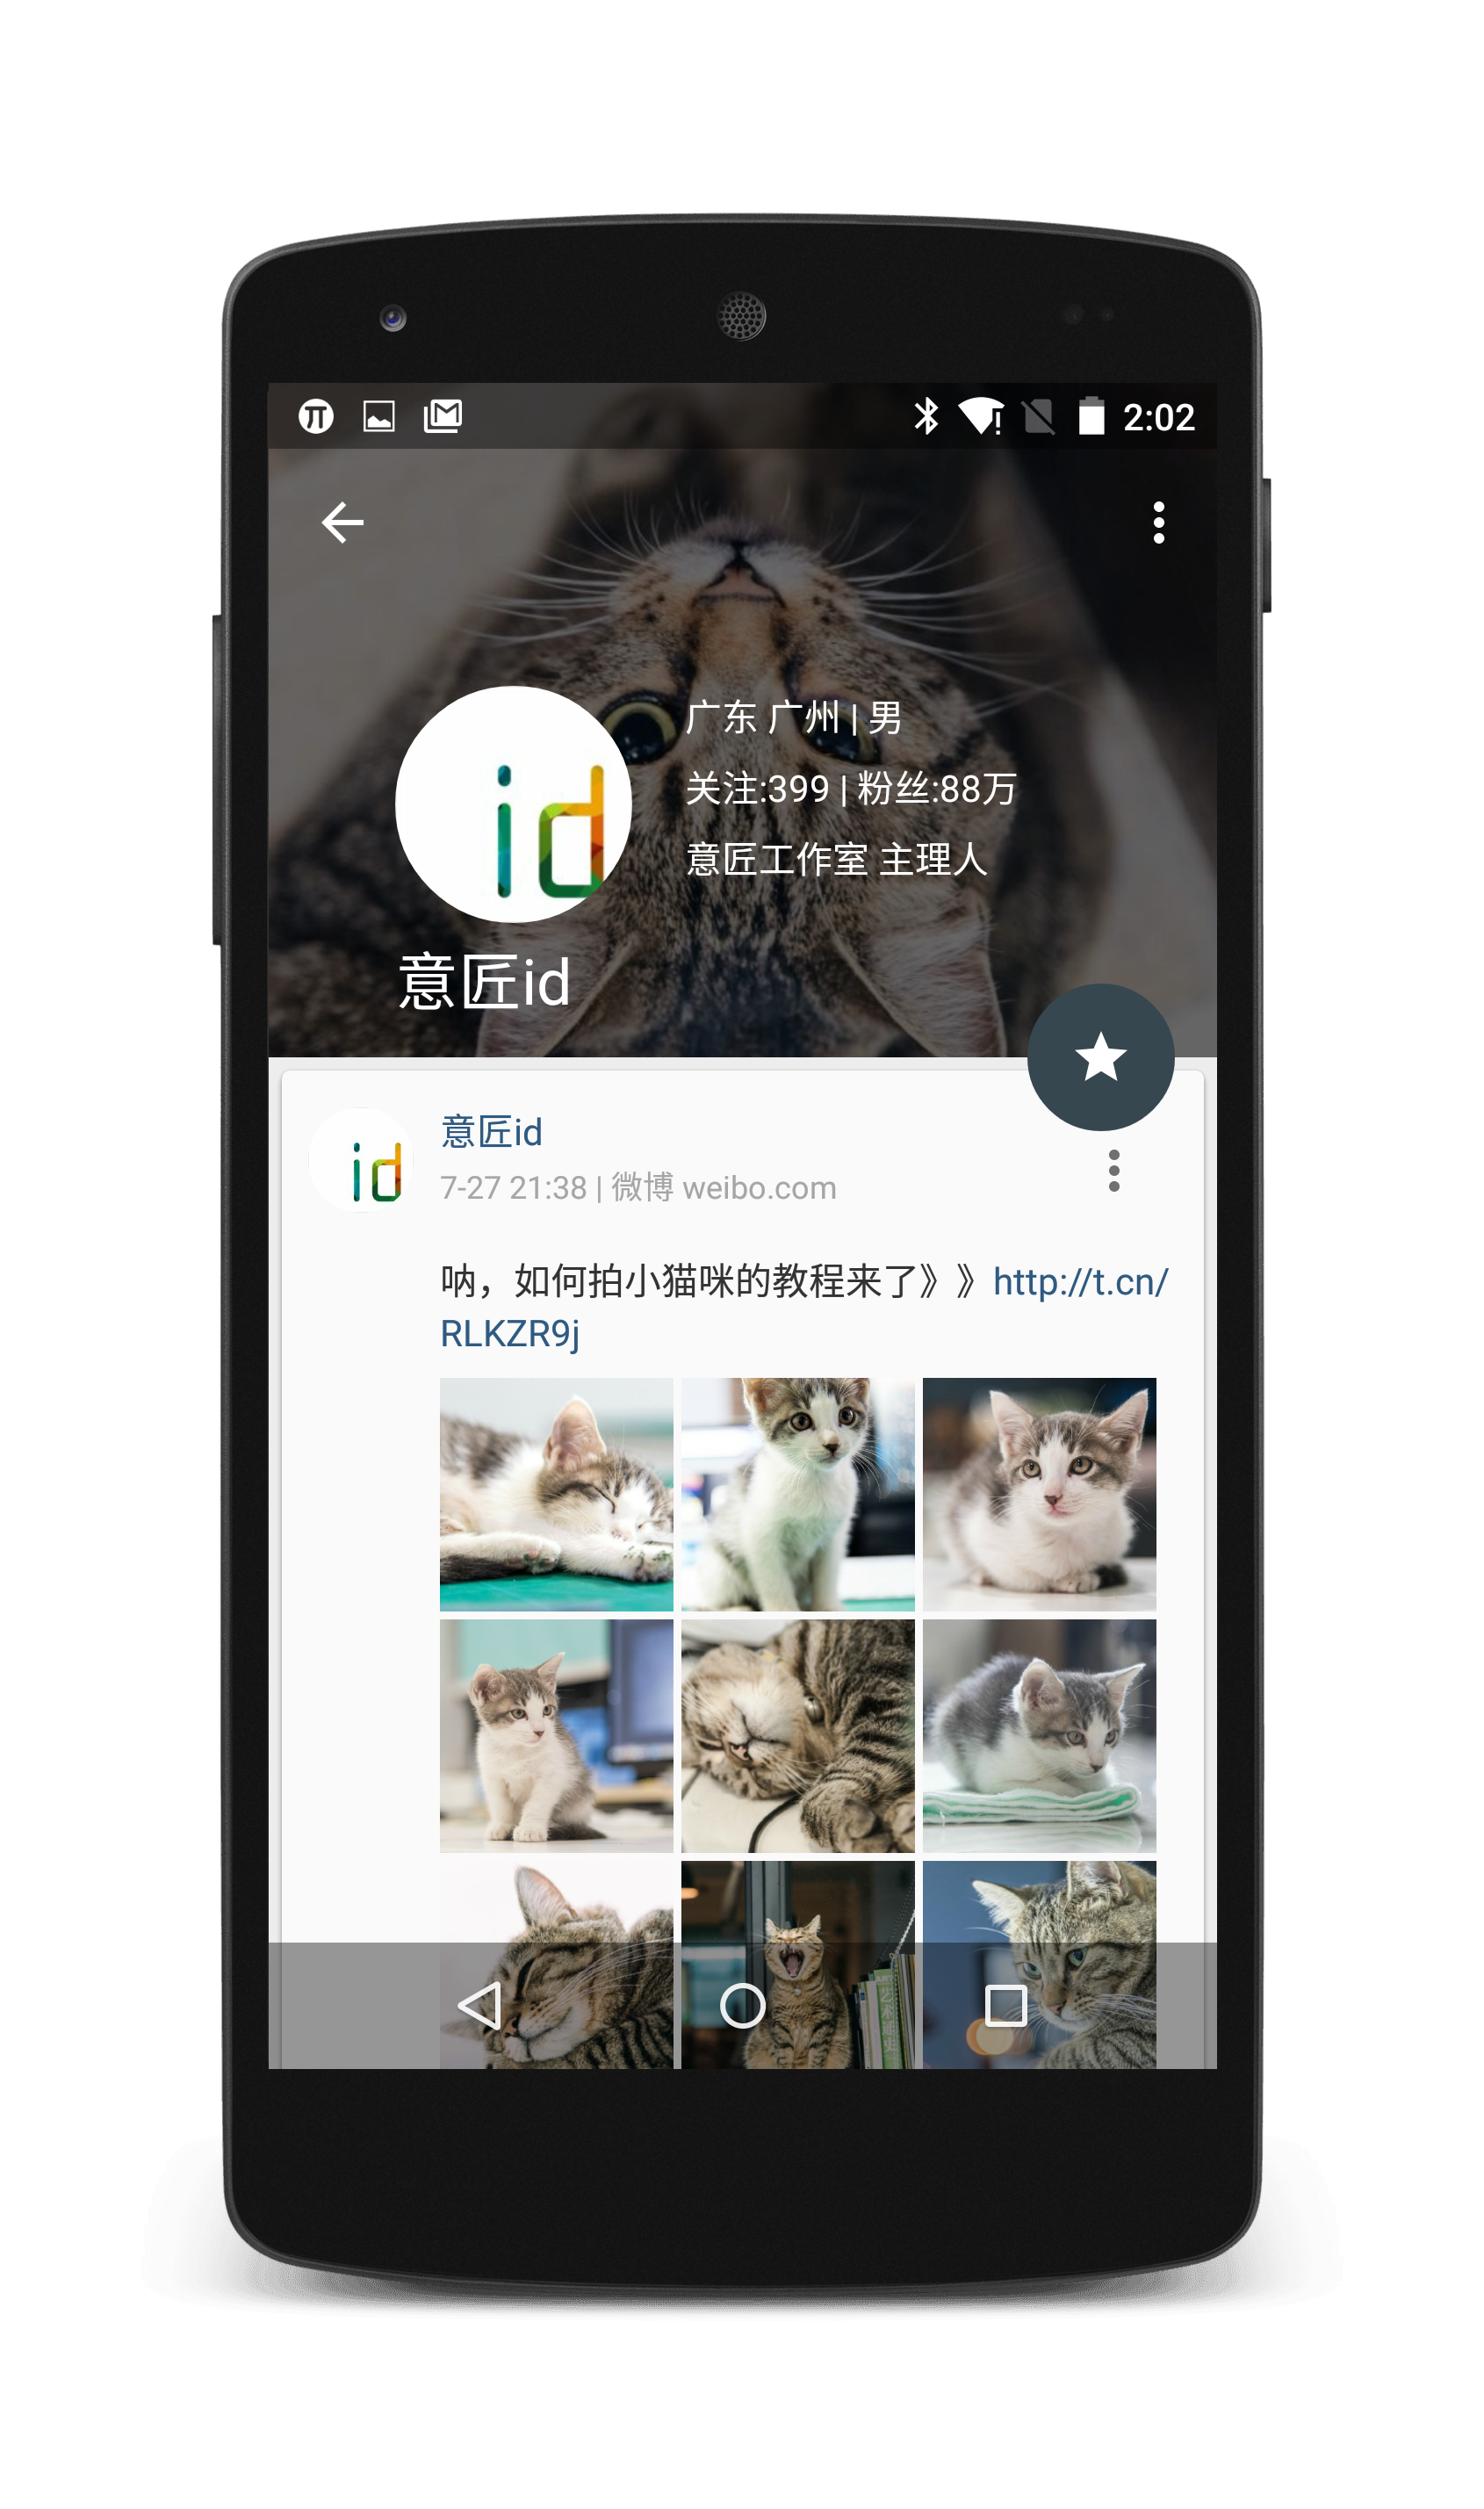 2:02
id
广东 广州 | 男
关注:399 | 粉丝:88万
意匠工作室 主理人
意匠id
id
意匠id
7-27 21:38 | 微博 weibo.com
呐，如何拍小猫咪的教程来了》》http://t.cn/
RLKZR9j